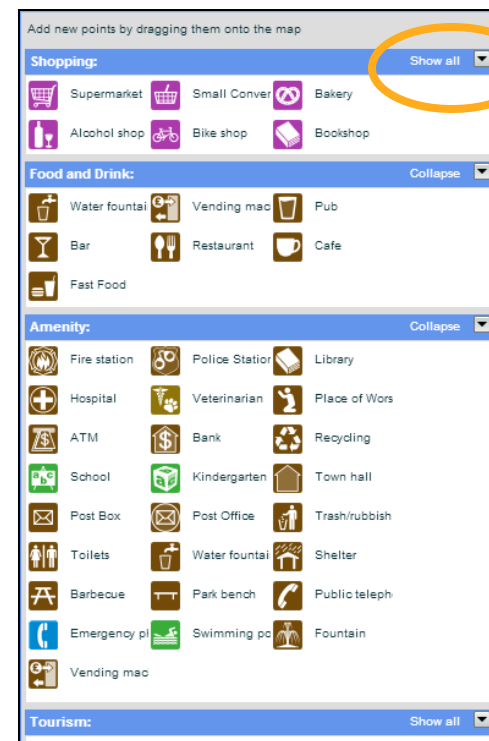 Add new points by dragging them onto the map
Shopping: Show all
Supermarket Small Conver Bakery
Alcohol shop Bike shop Bookshop
Food and Drink: Collapse
Water fountai Vending mac Pub
Bar Restaurant Cafe
Fast Food
Amenity: Collapse
Fire station Police Station Library
Hospital Veterinarian Place of Wors
ATM Bank Recycling
a b c School Kindergarten Town hall
Post Box Post Office Trash/rubbish
Toilets Water fountai Shelter
Barbecue Park bench Public teleph
Emergency pl Swimming po Fountain
Vending mac
Tourism: Show all